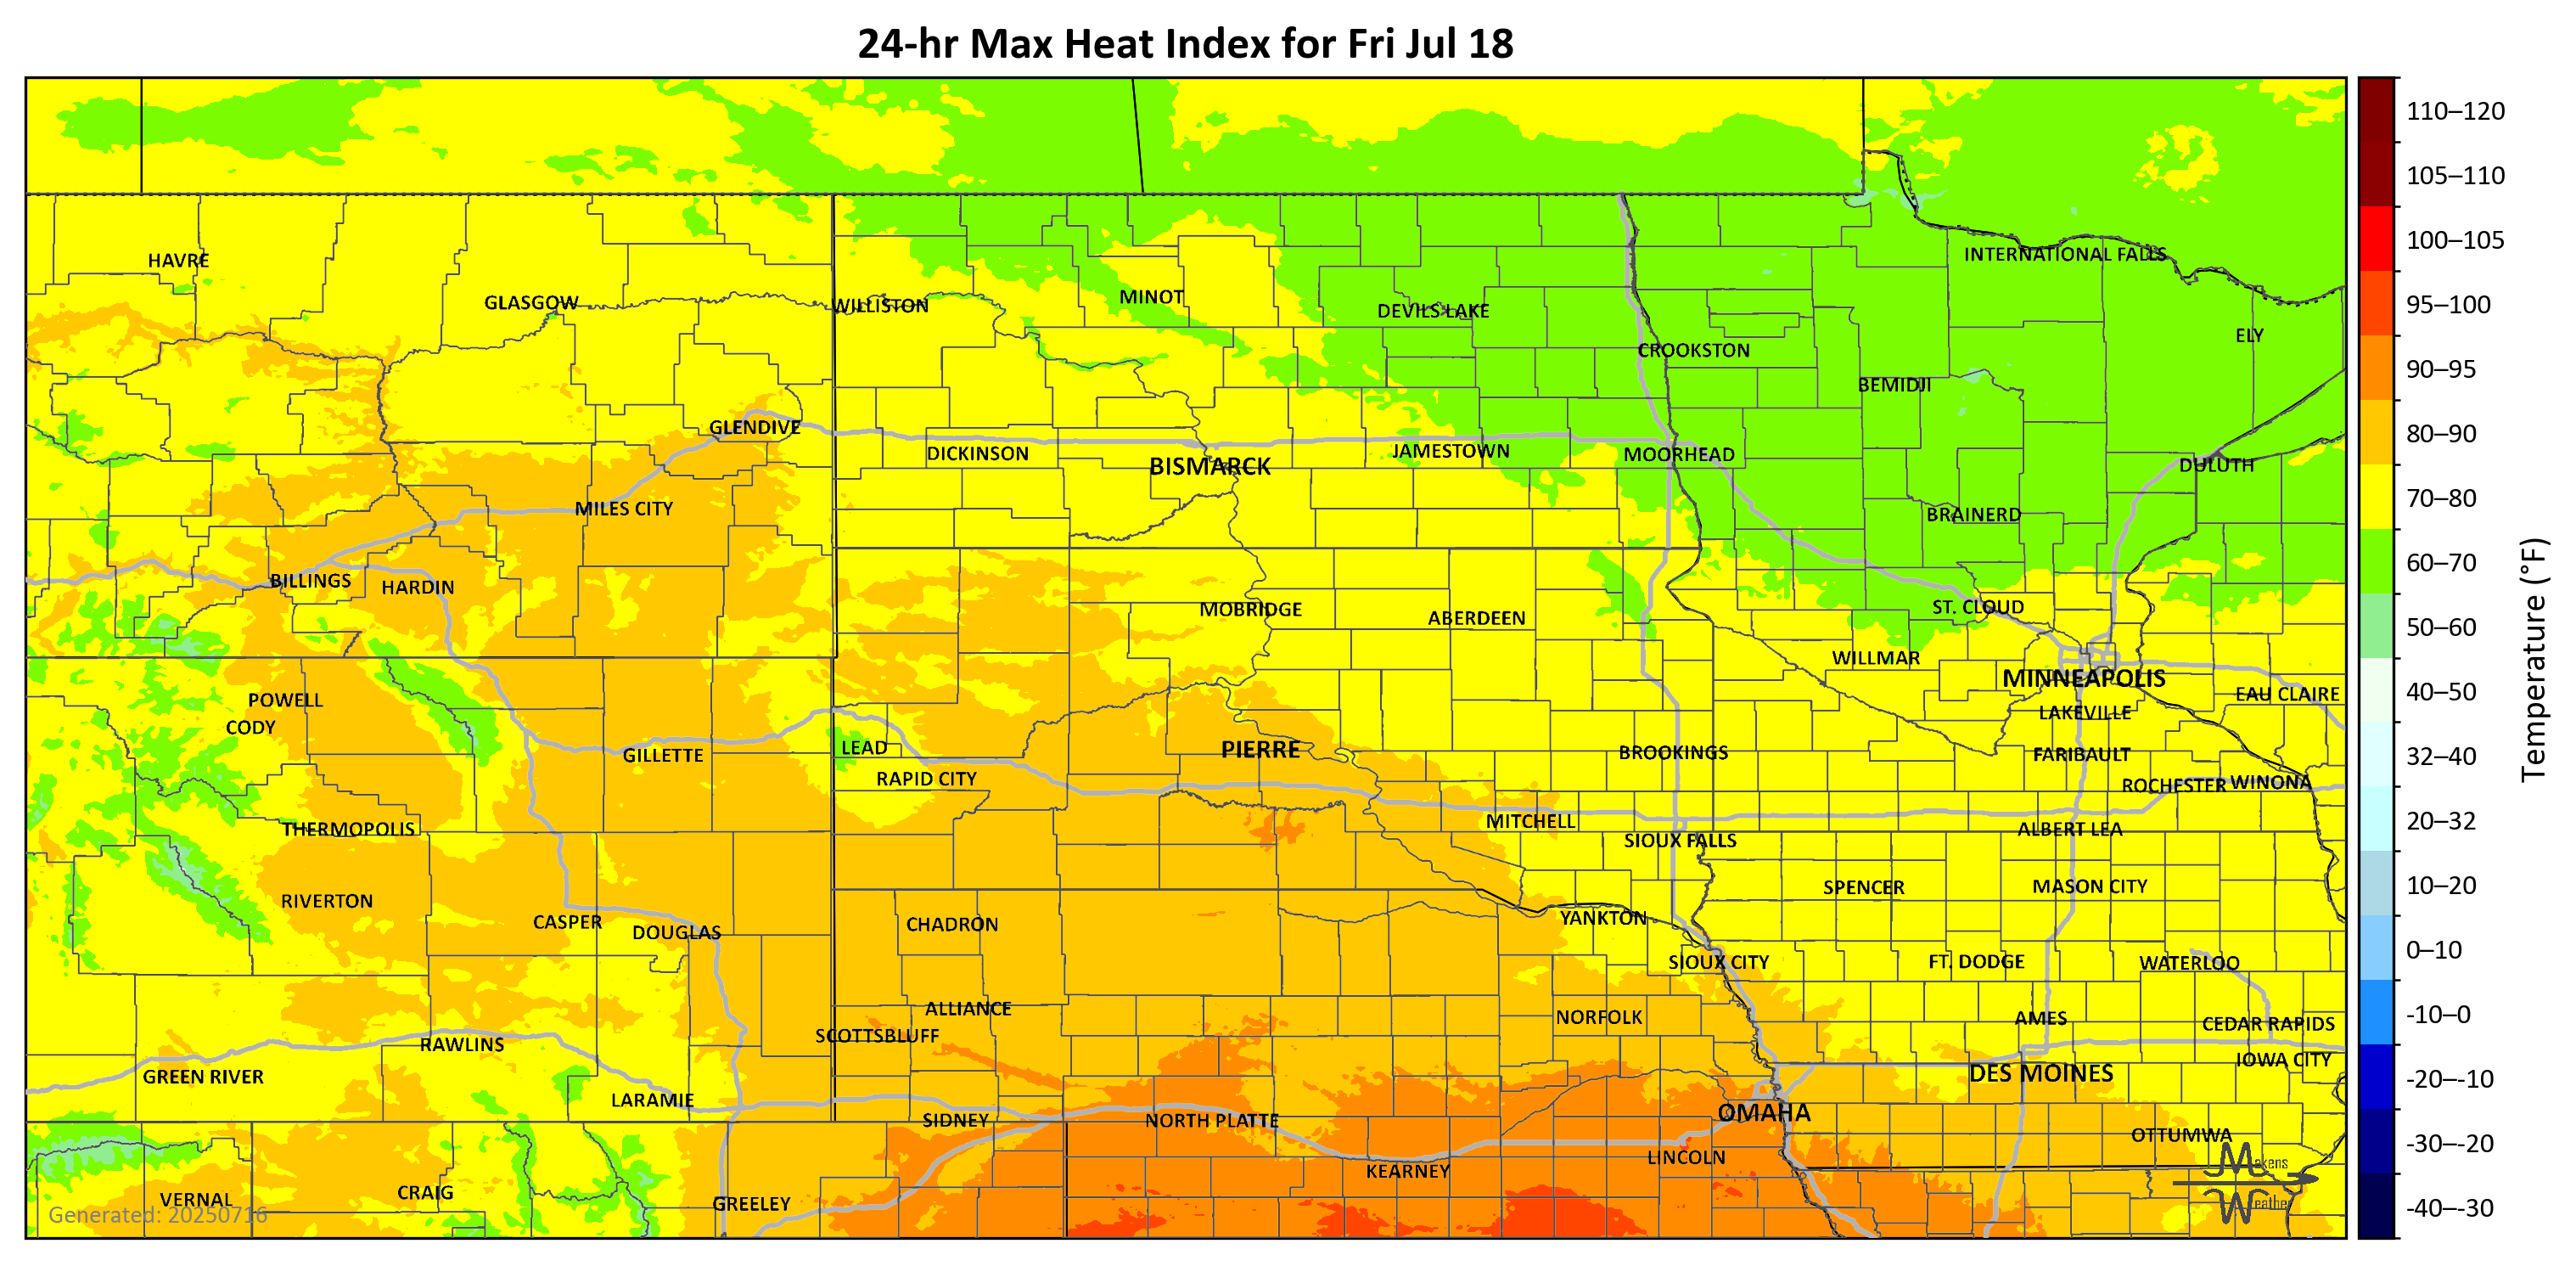 24-hr Max Heat Index for Fri Jul 18
110–120
105–110
100–105
95–100
90–95
80–90
70–80
60–70
50–60
40–50
32–40
20–32
10–20
0–10
-10–0
-20–-10
-30–-20
-40–-30
Temperature (°F)
HAVRE
INTERNATIONAL FALLS
GLASGOW
WILLISTON
MINOT
DEVILS LAKE
ELY
CROOKSTON
BEMIDJI
GLENDIVE
DICKINSON
BISMARCK
JAMESTOWN
MOORHEAD
DULUTH
MILES CITY
BRAINERD
BILLINGS
HARDIN
MOBRIDGE
ABERDEEN
ST. CLOUD
WILLMAR
MINNEAPOLIS
EAU CLAIRE
POWELL
CODY
LAKEVILLE
GILLETTE
LEAD
PIERRE
BROOKINGS
FARIBAULT
RAPID CITY
ROCHESTER
WINONA
THERMOPOLIS
MITCHELL
SIOUX FALLS
ALBERT LEA
RIVERTON
SPENCER
MASON CITY
CASPER
DOUGLAS
CHADRON
YANKTON
SIOUX CITY
FT. DODGE
WATERLOO
ALLIANCE
NORFOLK
AMES
CEDAR RAPIDS
SCOTTSBLUFF
RAWLINS
IOWA CITY
GREEN RIVER
DES MOINES
LARAMIE
SIDNEY
NORTH PLATTE
OMAHA
OTTUMWA
KEARNEY
LINCOLN
VERNAL
CRAIG
GREELEY
Generated: 20250716
Makens
Weather